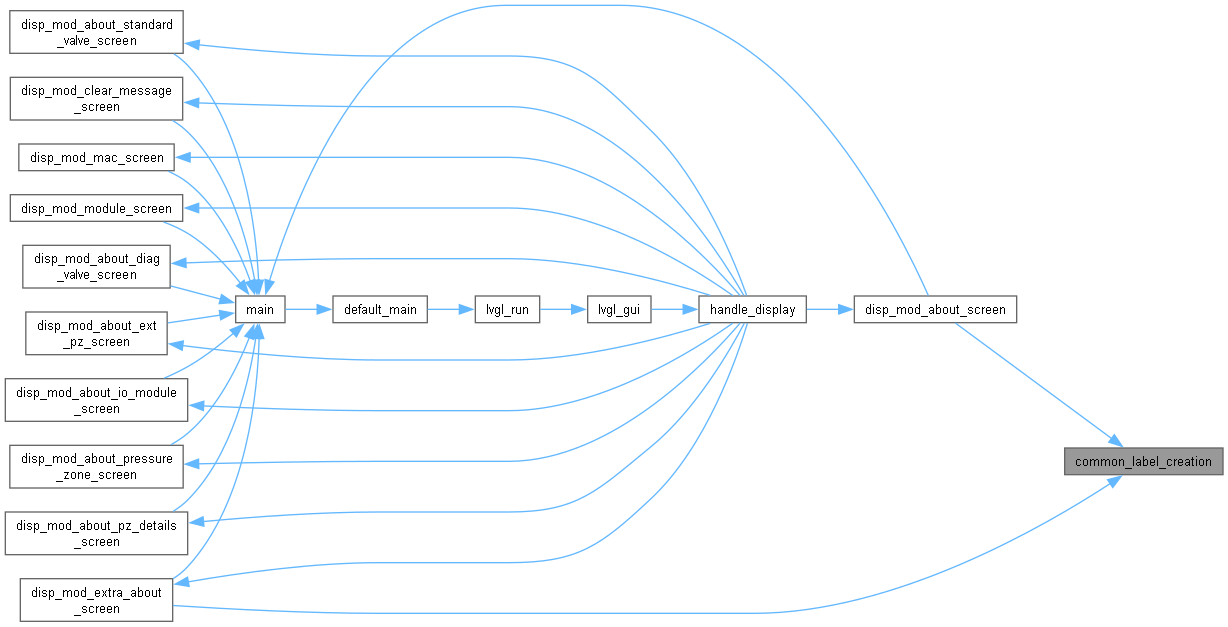 disp_mod_about_standard
_valve_screen
disp_mod_clear_message
_screen
disp_mod_mac_screen
disp_mod_module_screen
disp_mod_about_diag
_valve_screen
disp_mod_about_ext
_pz_screen
disp_mod_about_io_module
_screen
disp_mod_about_pressure
_zone_screen
disp_mod_about_pz_details
_screen
disp_mod_extra_about
_screen
main
default_main
lvgl_run
lvgl_gui
handle_display
disp_mod_about_screen
common_label_creation